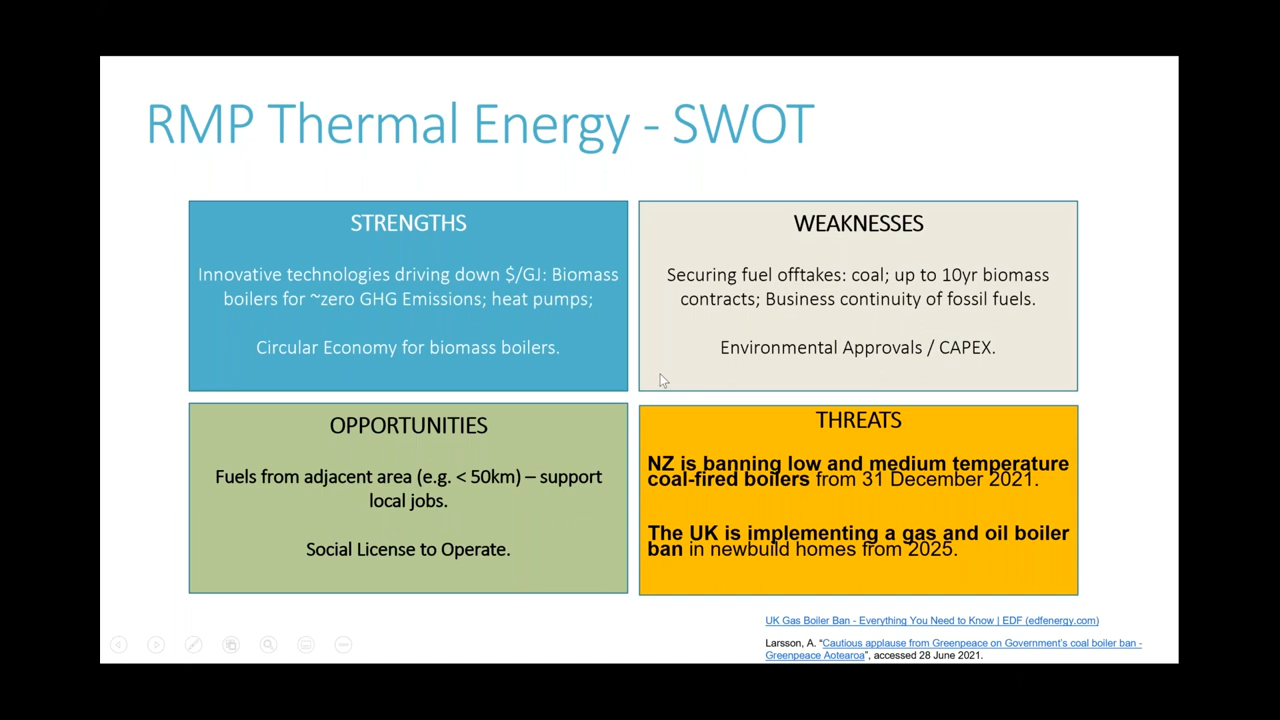 RMP Thermal Energy - SWOT
STRENGTHS
Innovative technologies driving down $/GJ: Biomass
boilers for ~zero GHG Emissions; heat pumps;
Circular Economy for biomass boilers.
WEAKNESSES
Securing fuel offtakes: coal; up to 10yr biomass
contracts; Business continuity of fossil fuels.
Environmental Approvals / CAPEX.
OPPORTUNITIES
Fuels from adjacent area (e.g. < 50km) – support
local jobs.
Social License to Operate.
THREATS
NZ is banning low and medium temperature
coal-fired boilers from 31 December 2021.
The UK is implementing a gas and oil boiler
ban in newbuild homes from 2025.
UK Gas Boiler Ban - Everything You Need to Know | EDF (edfenergy.com)
Larsson, A. “Cautious applause from Greenpeace on Government's coal boiler ban -
Greenpeace Aotearoa”, accessed 28 June 2021.